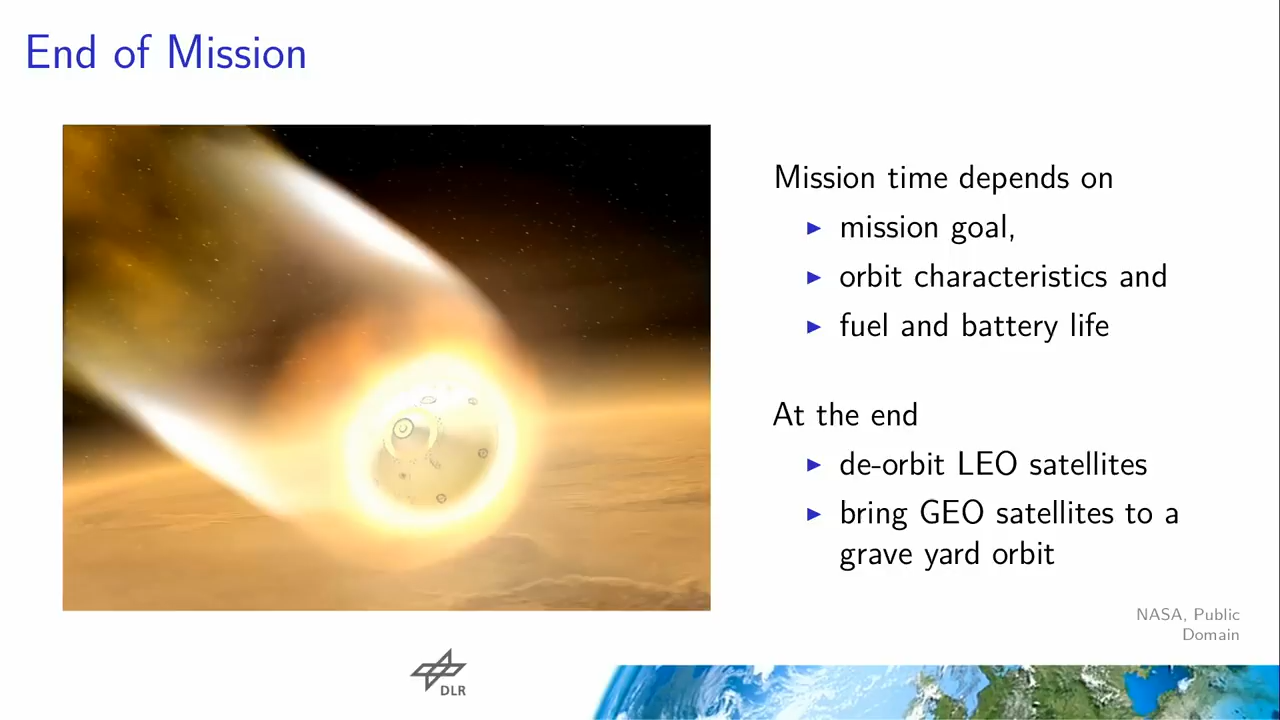 End of Mission
Mission time depends on
mission goal,
orbit characteristics and
fuel and battery life
At the end
de-orbit LEO satellites
bring GEO satellites to a
grave yard orbit
NASA, Public
Domain
DLR